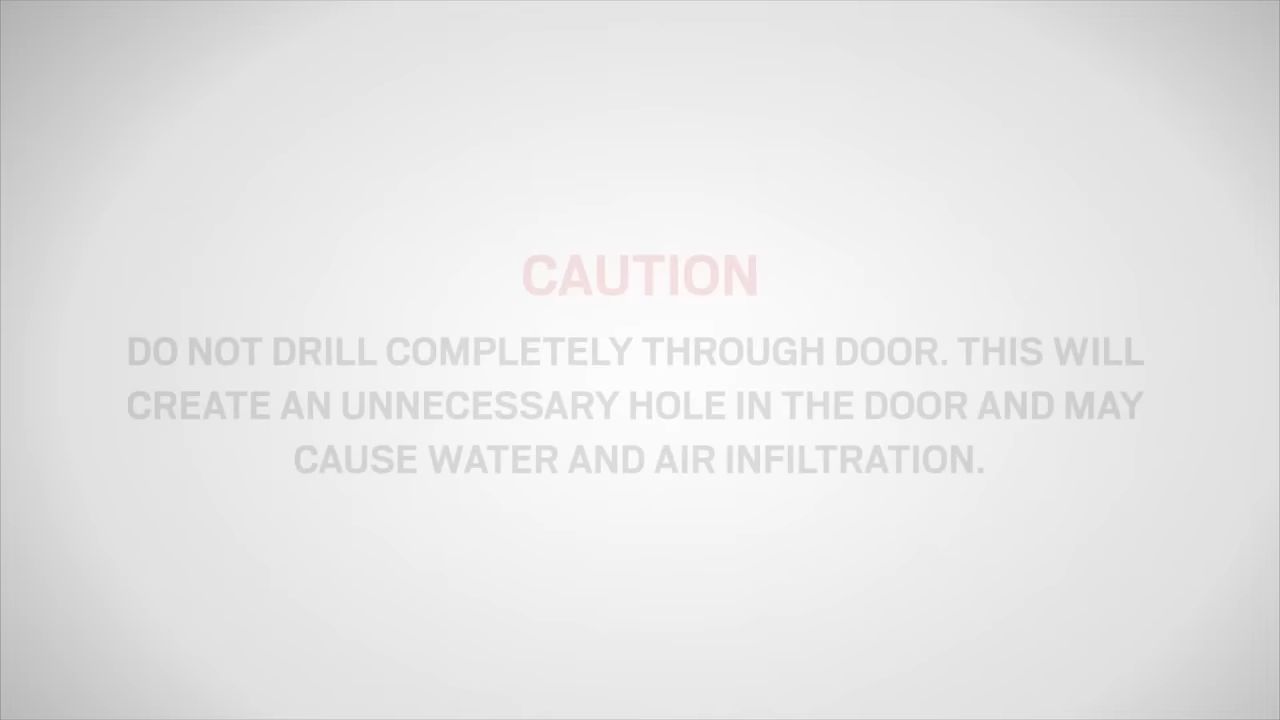 CAUTION
DO NOT DRILL COMPLETELY THROUGH DOOR. THIS WILL
CREATE AN UNNECESSARY HOLE IN THE DOOR AND MAY
CAUSE WATER AND AIR INFILTRATION.